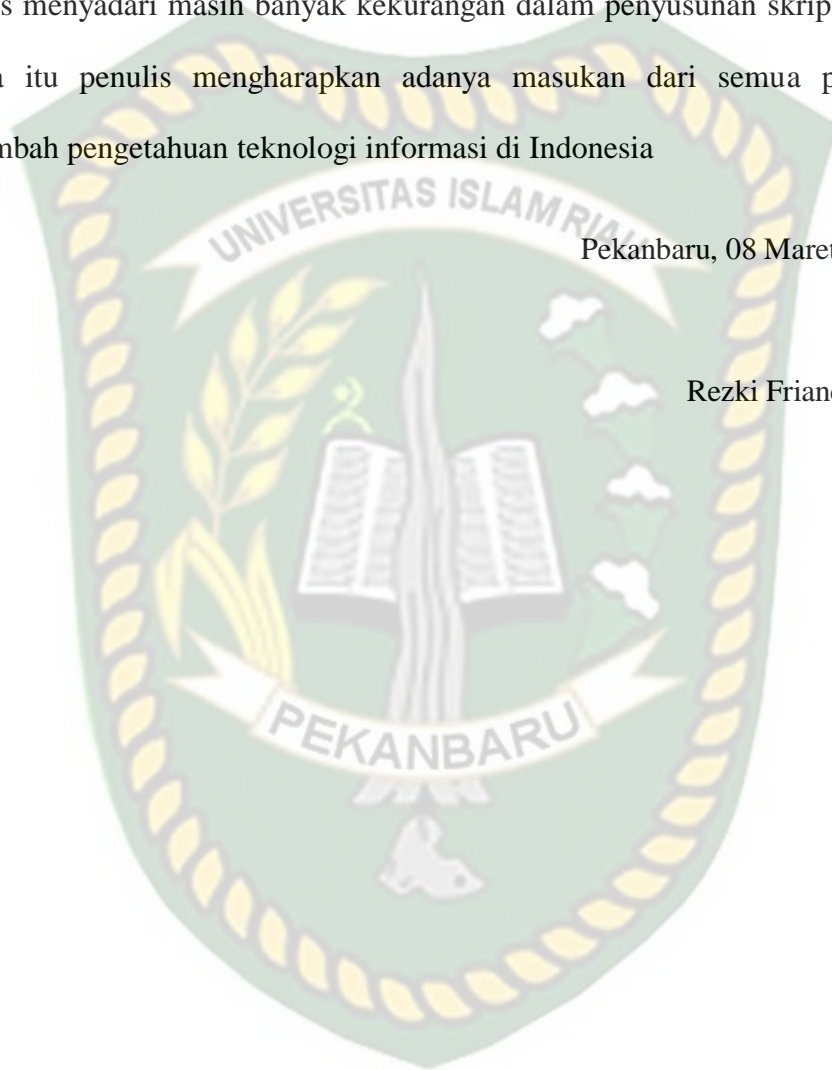 s menyadari masih banyak kekurangan dalam penyusunan skrip
a itu penulis mengharapkan adanya masukan dari semua p
mbah pengetahuan teknologi informasi di Indonesia
UNIVERSITAS ISLAM RIAU
Pekanbaru, 08 Maret
Rezki Frian
PEKANBARU